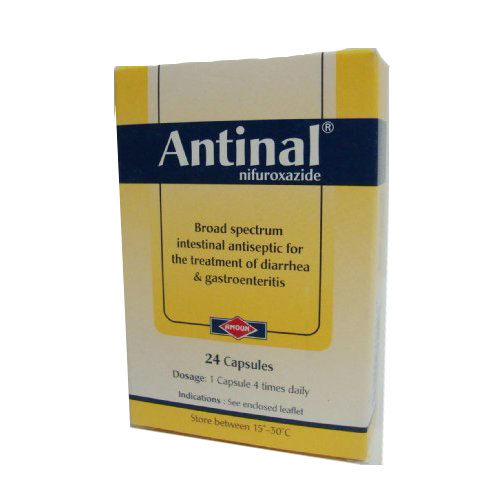 Antinal®
nifuroxazide
Broad spectrum
intestinal antiseptic for
the treatment of diarrhea
& gastroenteritis
AMOUN
24 Capsules
Dosage: 1 Capsule 4 times daily
Indications : See enclosed leaflet
Store between 15°-30°C